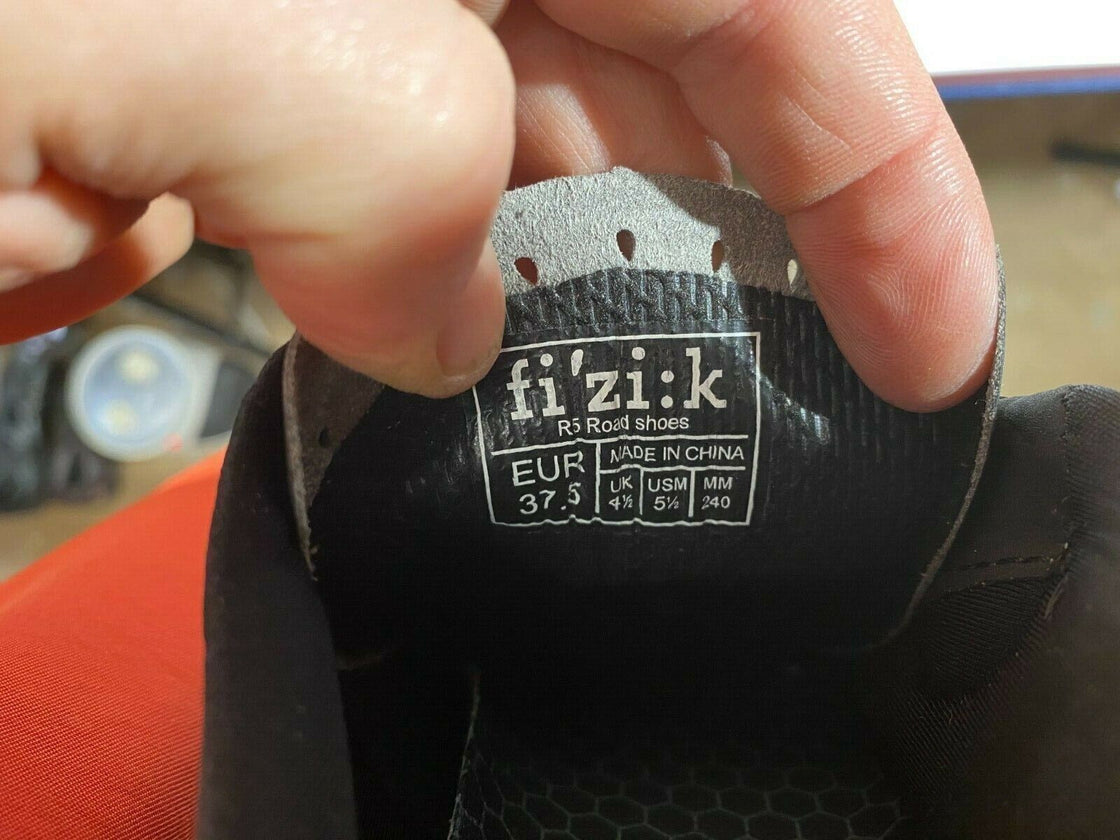 fi'zi:k
R5 Road shoes
EUR
37.5
MADE IN CHINA
UK USM MM
4½ 5½ 240